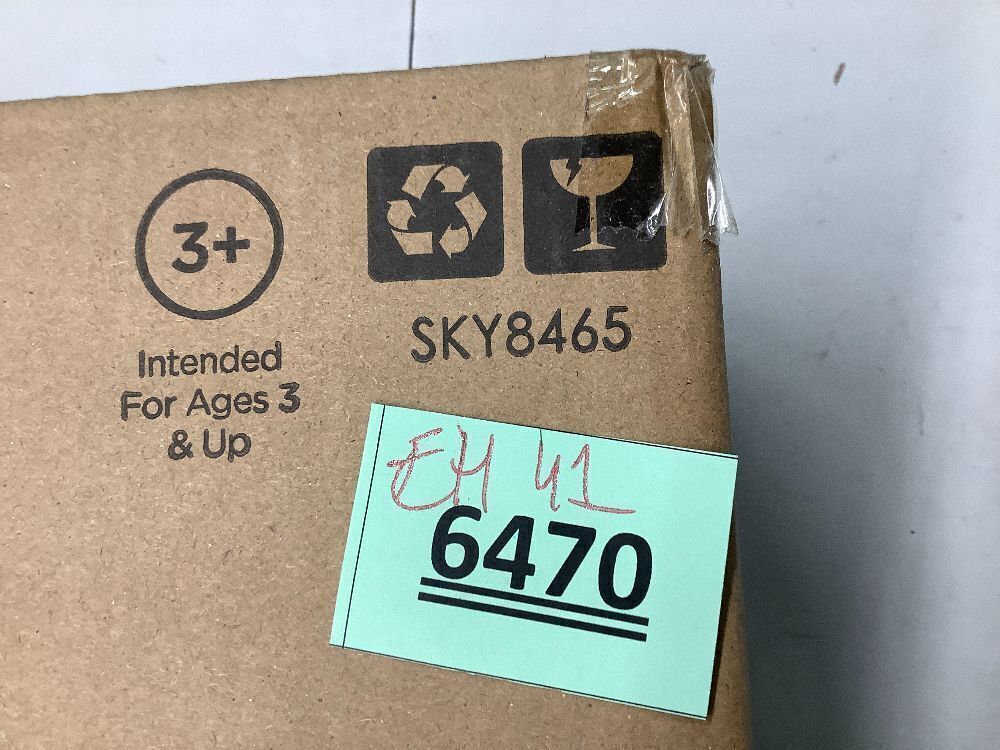 3+
Intended
For Ages 3
& Up
SKY8465
EH 41
6470